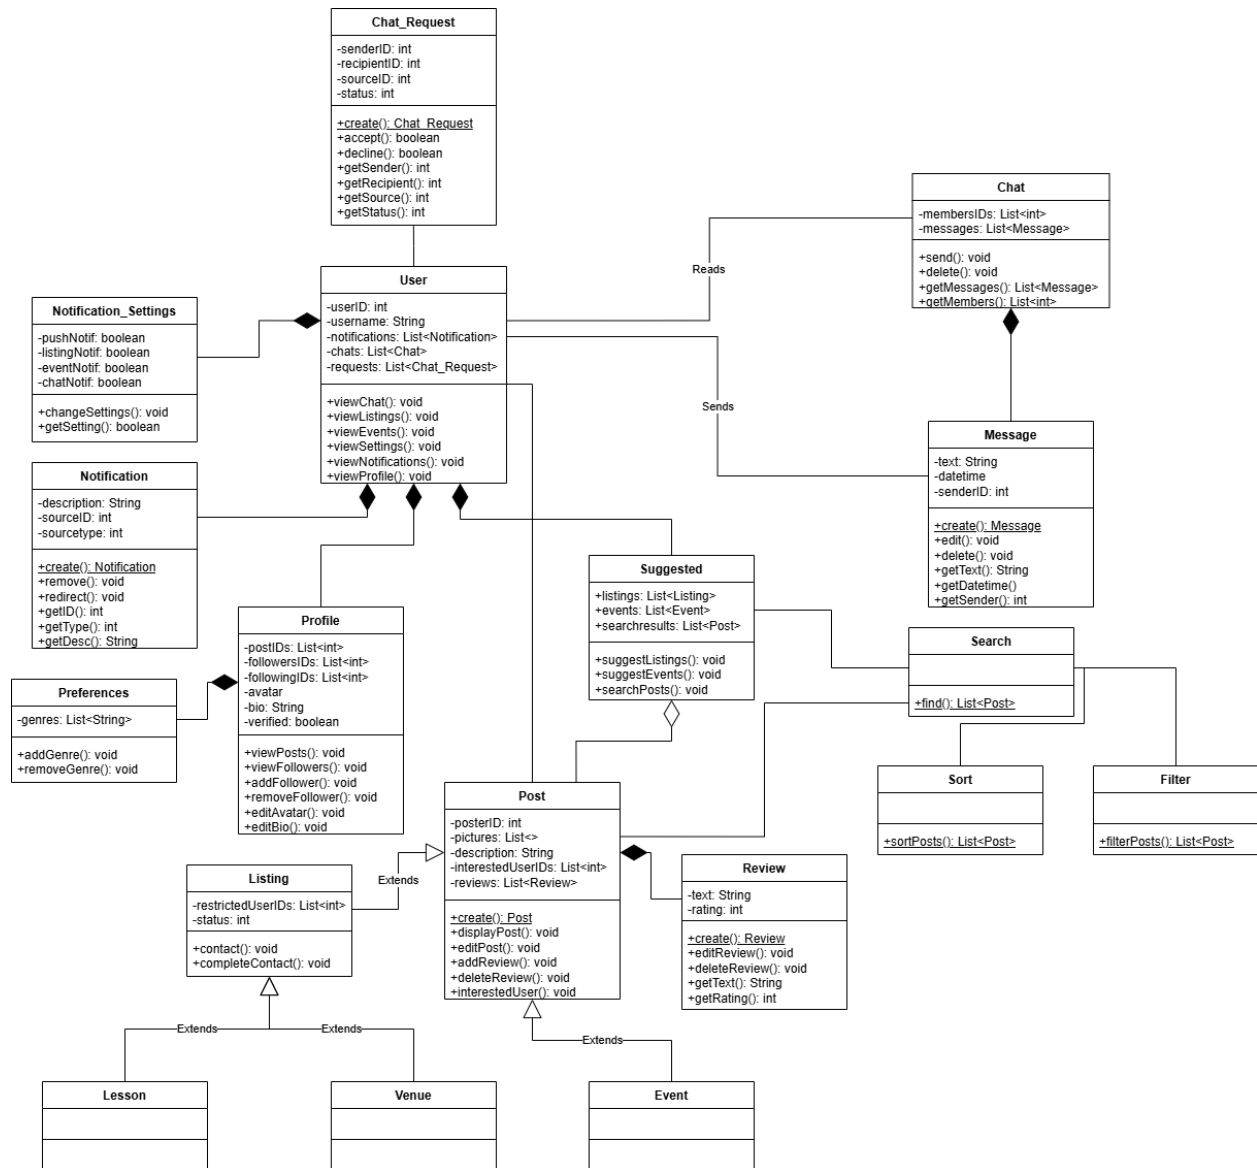 Chat_Request
-senderID: int
-recipientID: int
-sourceID: int
-status: int
+create(): Chat_Request
+accept(): boolean
+decline(): boolean
+getSender(): int
+getRecipient(): int
+getSource(): int
+getStatus(): int
Chat
-membersIDs: List<int>
-messages: List<Message>
+send(): void
+delete(): void
+getMessages(): List<Message>
+getMembers(): List<int>
Reads
User
-userID: int
-username: String
-notifications: List<Notification>
-chats: List<Chat>
-requests: List<Chat_Request>
+viewChat(): void
+viewListings(): void
+viewEvents(): void
+viewSettings(): void
+viewNotifications(): void
+viewProfile(): void
Notification_Settings
-pushNotif: boolean
-listingNotif: boolean
-eventNotif: boolean
-chatNotif: boolean
+changeSettings(): void
+getSetting(): boolean
Sends
Message
-text: String
-datetime
-senderID: int
+create(): Message
+edit(): void
+delete(): void
+getText(): String
+getDatetime()
+getSender(): int
Notification
-description: String
-sourceID: int
-sourcetype: int
+create(): Notification
+remove(): void
+redirect(): void
+getID(): int
+getType(): int
+getDesc(): String
Suggested
+listings: List<Listing>
+events: List<Event>
+searchresults: List<Post>
+suggestListings(): void
+suggestEvents(): void
+searchPosts(): void
Profile
-postIDs: List<int>
-followersIDs: List<int>
-followingIDs: List<int>
-avatar
-bio: String
-verified: boolean
+viewPosts(): void
+viewFollowers(): void
+addFollower(): void
+removeFollower(): void
+editAvatar(): void
+editBio(): void
Search
+find(): List<Post>
Preferences
-genres: List<String>
+addGenre(): void
+removeGenre(): void
Sort
+sortPosts(): List<Post>
Filter
+filterPosts(): List<Post>
Post
-posterID: int
-pictures: List<>
-description: String
-interestedUserIDs: List<int>
-reviews: List<Review>
+create(): Post
+displayPost(): void
+editPost(): void
+addReview(): void
+deleteReview(): void
+interestedUser(): void
Extends
Review
-text: String
-rating: int
+create(): Review
+editReview(): void
+deleteReview(): void
+getText(): String
+getRating(): int
Listing
-restrictedUserIDs: List<int>
-status: int
+contact(): void
+completeContact(): void
Extends
Extends
Extends
Lesson
Venue
Event